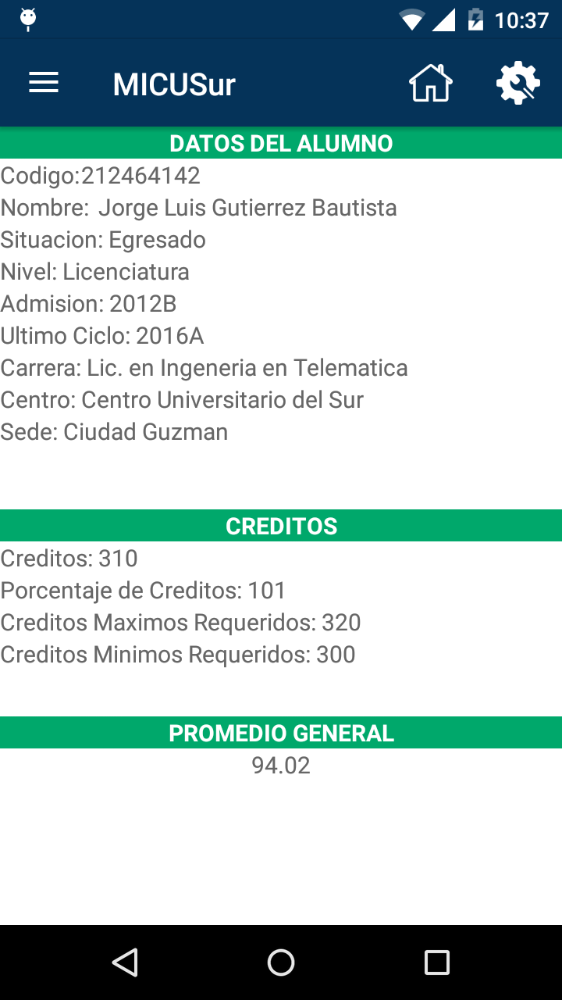 10:37
MICUSur
DATOS DEL ALUMNO
Codigo:212464142
Nombre: Jorge Luis Gutierrez Bautista
Situacion: Egresado
Nivel: Licenciatura
Admision: 2012B
Ultimo Ciclo: 2016A
Carrera: Lic. en Ingeneria en Telematica
Centro: Centro Universitario del Sur
Sede: Ciudad Guzman
CREDITOS
Creditos: 310
Porcentaje de Creditos: 101
Creditos Maximos Requeridos: 320
Creditos Minimos Requeridos: 300
PROMEDIO GENERAL
94.02